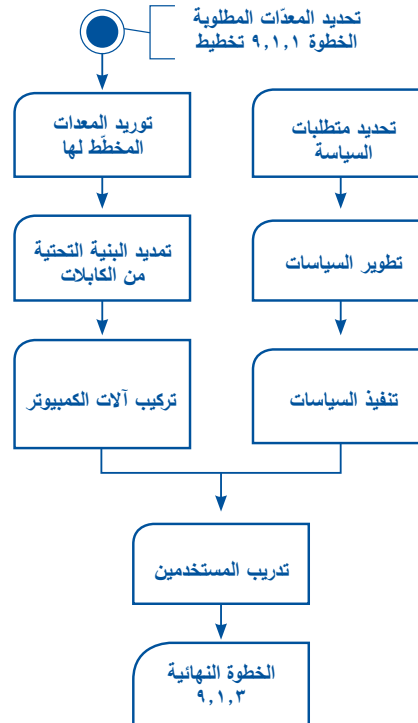 تحديد المعدّات المطلوبة
الخطوة ٩,١,١ تخطيط
توريد المعدات
المخطّط لها
تحديد متطلبات
السياسة
تمديد البنية التحتية
من الكابلات
تطوير السياسات
تركيب آلات الكمبيوتر
تنفيذ السياسات
تدريب المستخدمين
الخطوة النهائية
٩,١,٣